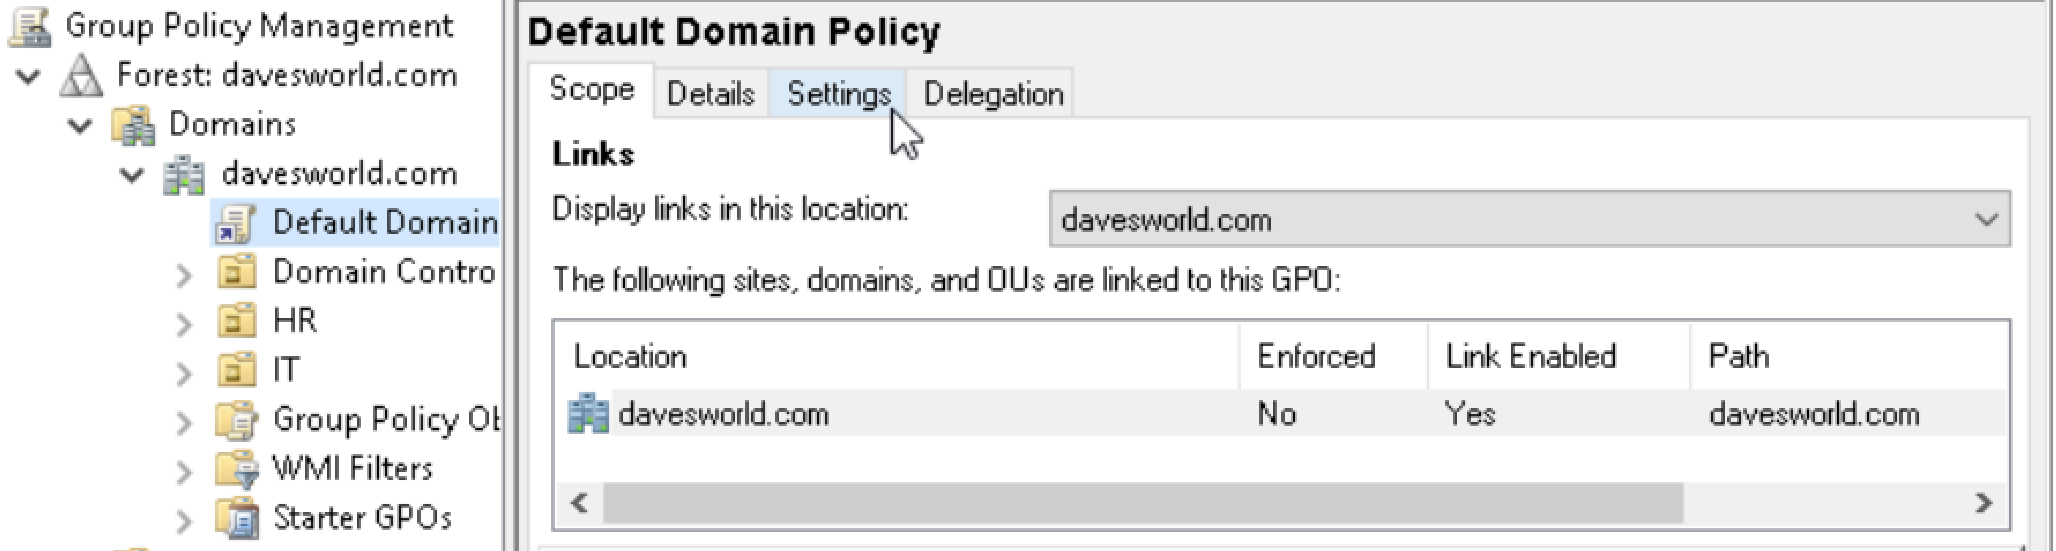 Group Policy Management
Forest: davesworld.com
Domains
davesworld.com
Default Domain
Domain Contro
HR
IT
Group Policy Ob
WMI Filters
Starter GPOs
Default Domain Policy
Scope Details Settings Delegation
Links
Display links in this location: davesworld.com
The following sites, domains, and OUs are linked to this GPO:
Location Enforced Link Enabled Path
davesworld.com No Yes davesworld.com